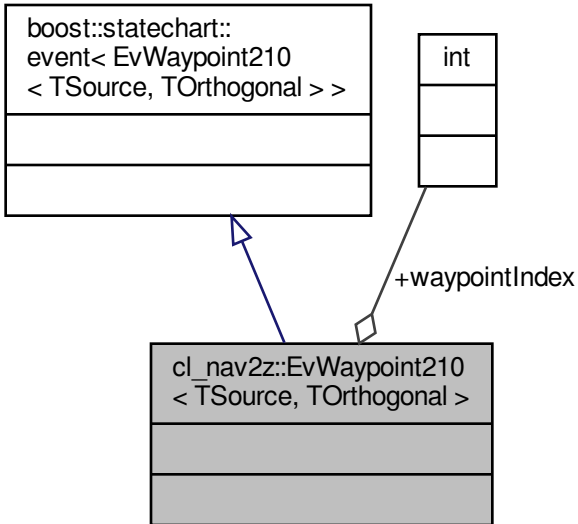 boost::statechart::
event< EvWaypoint210
< TSource, TOrthogonal > >
int
+waypointIndex
cl_nav2z::EvWaypoint210
< TSource, TOrthogonal >